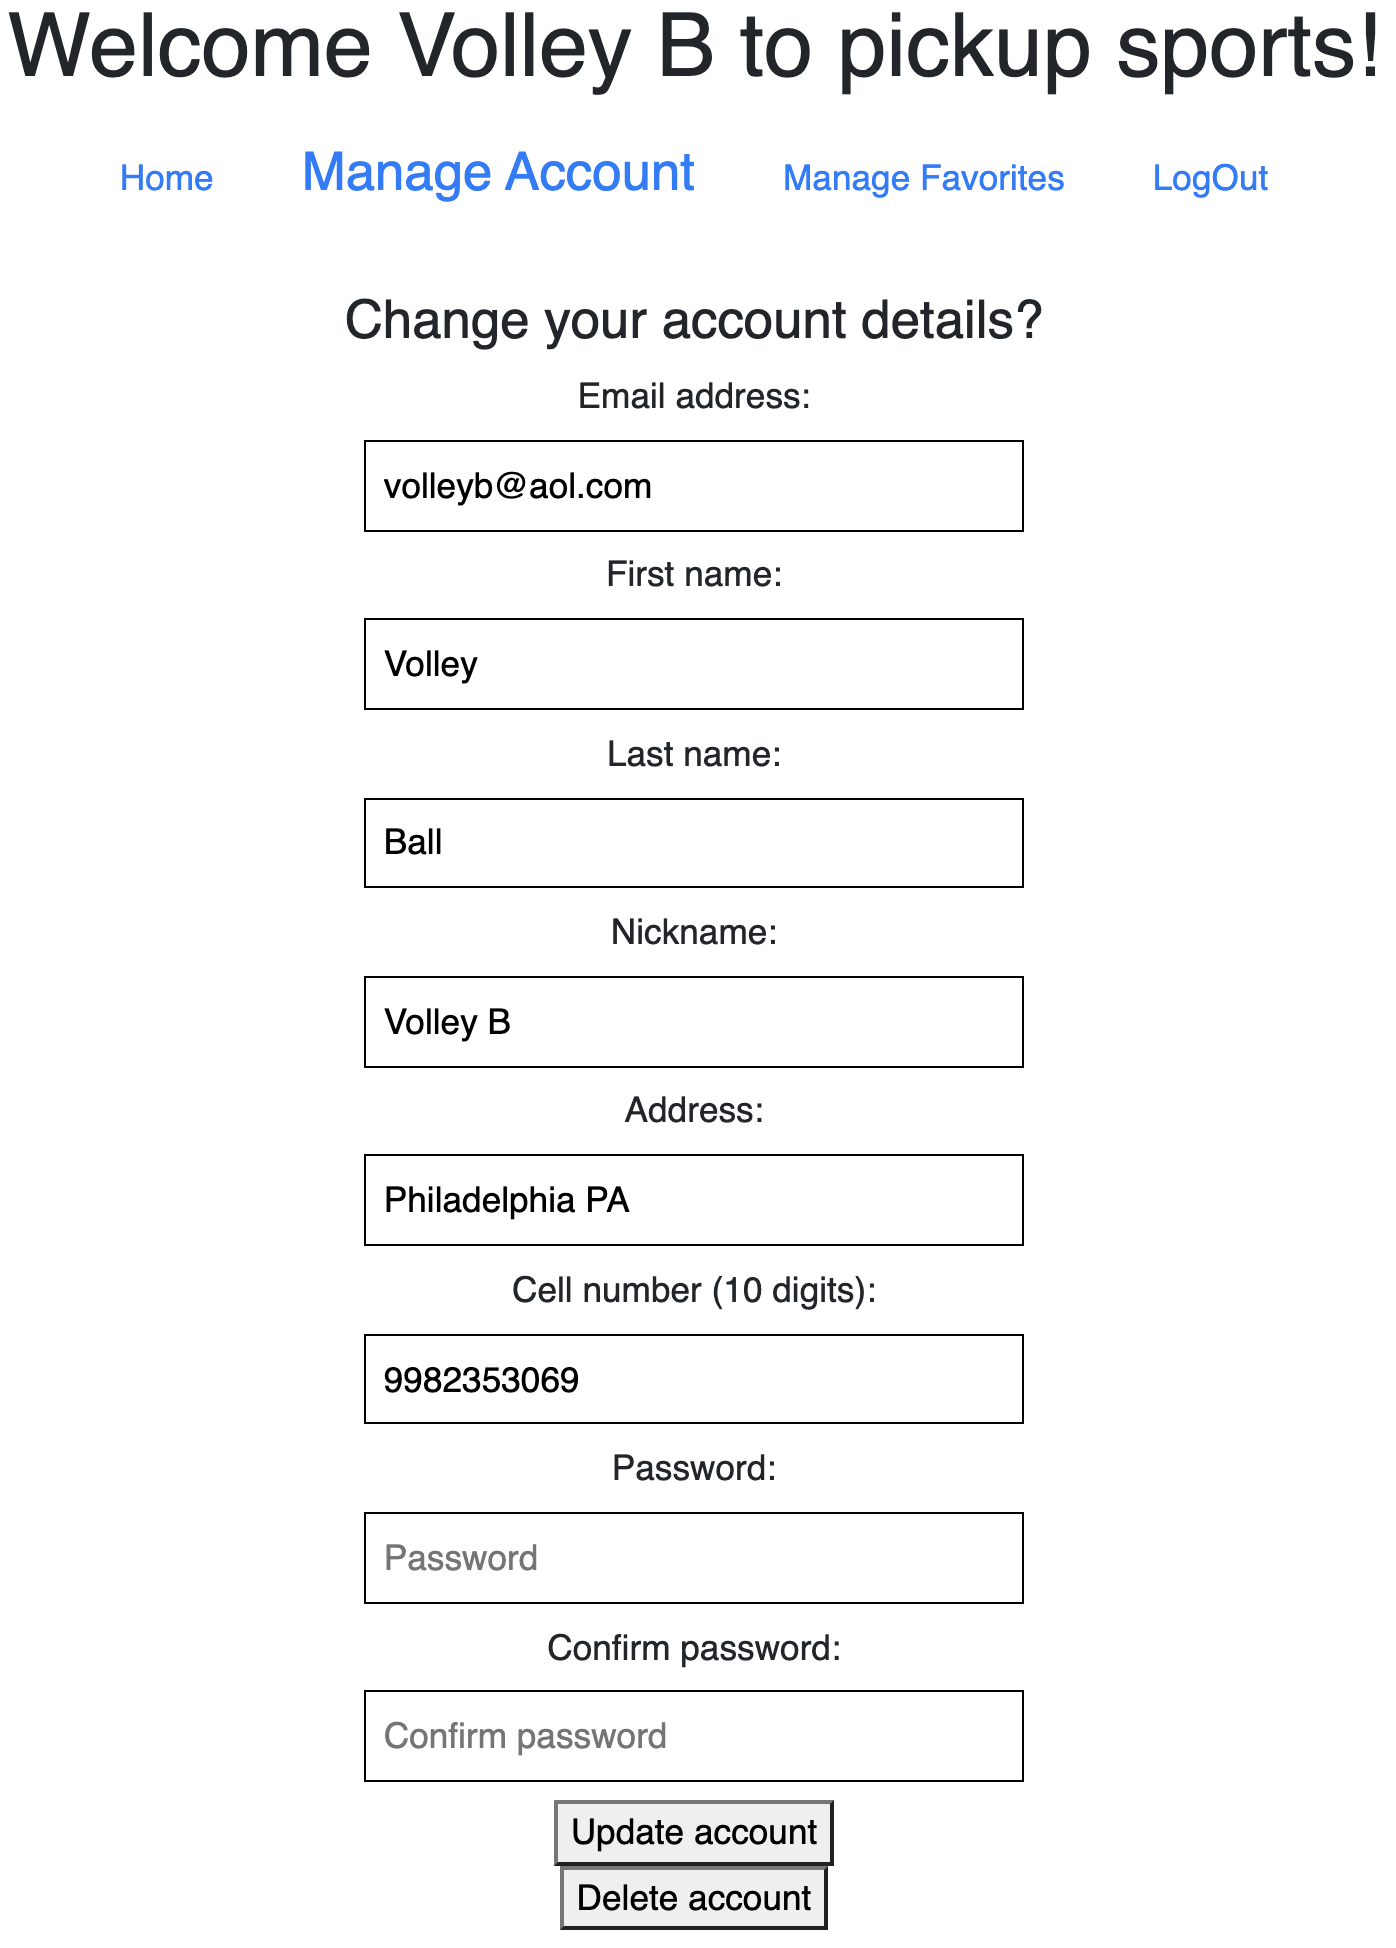 Welcome Volley B to pickup sports!
Home Manage Account Manage Favorites LogOut
Change your account details?
Email address:
volleyb@aol.com
First name:
Volley
Last name:
Ball
Nickname:
Volley B
Address:
Philadelphia PA
Cell number (10 digits):
9982353069
Password:
Password
Confirm password:
Confirm password
Update account
Delete account